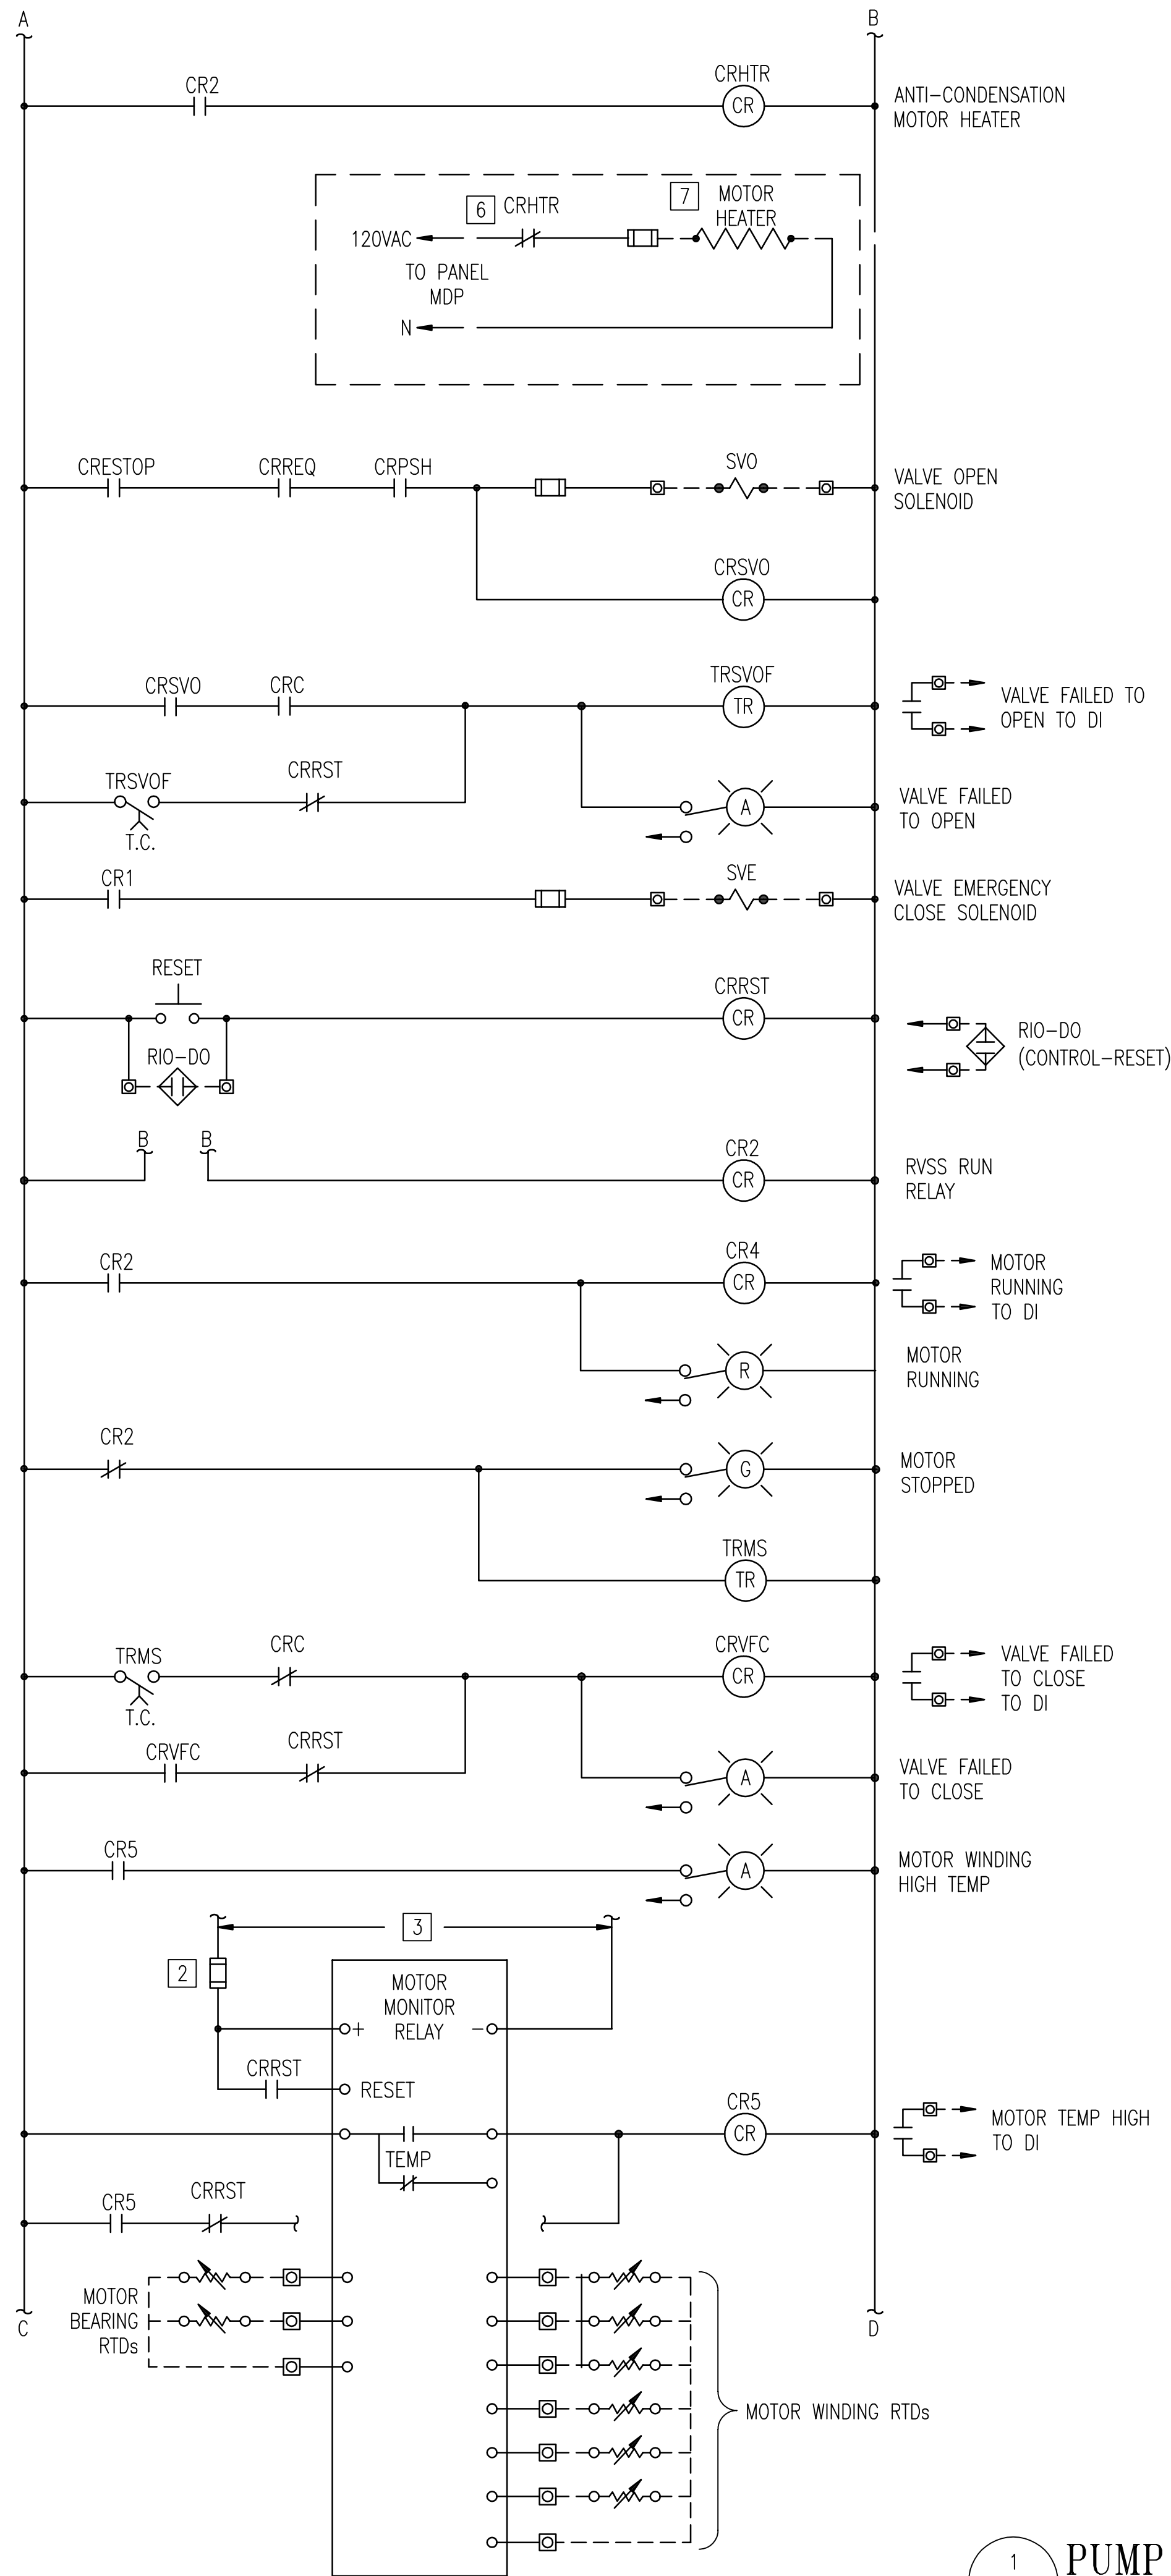 A
B
CR2
CRHTR
CR
ANTI-CONDENSATION
MOTOR HEATER
6
CRHTR
7
MOTOR
HEATER
120VAC
TO PANEL
MDP
N
CRESTOP
CRREQ
CRPSH
SVO
VALVE OPEN
SOLENOID
CRSVO
CR
CRSVO
CRC
TRSVOF
TR
VALVE FAILED TO
OPEN TO DI
TRSVOF
T.C.
CRRST
A
VALVE FAILED
TO OPEN
CR1
SVE
VALVE EMERGENCY
CLOSE SOLENOID
RESET
CRRST
CR
RIO-DO
RIO-DO
(CONTROL-RESET)
B
B
CR2
CR
RVSS RUN
RELAY
CR2
CR4
CR
MOTOR
RUNNING
TO DI
R
MOTOR
RUNNING
CR2
G
MOTOR
STOPPED
TRMS
TR
TRMS
T.C.
CRC
CRVFC
CR
VALVE FAILED
TO CLOSE
TO DI
CRVFC
CRRST
A
VALVE FAILED
TO CLOSE
CR5
A
MOTOR WINDING
HIGH TEMP
3
2
MOTOR
MONITOR
RELAY
+
-
CRRST
RESET
TEMP
CR5
CR
MOTOR TEMP HIGH
TO DI
CR5
CRRST
MOTOR
BEARING
RTDs
C
D
MOTOR WINDING RTDs
1
PUMP